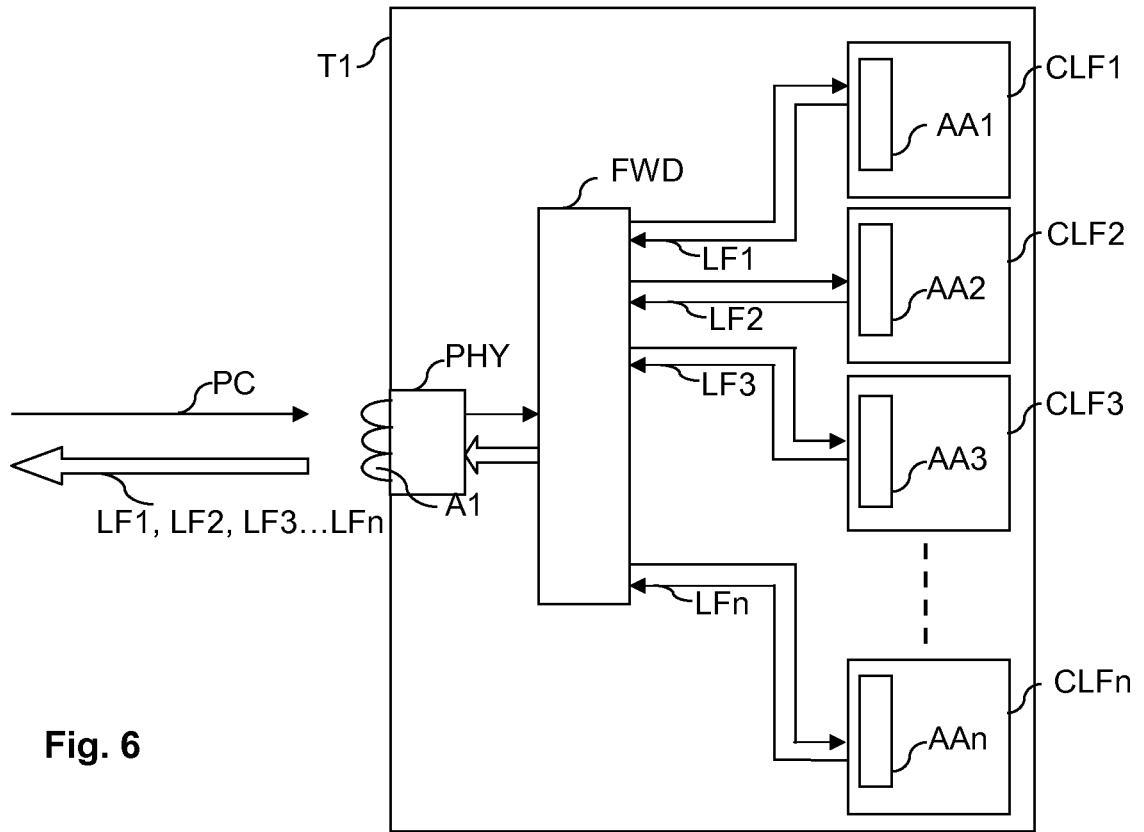 T1
CLF1
AA1
FWD
LF1
CLF2
AA2
LF2
PHY
LF3
PC
CLF3
AA3
A1
LF1, LF2, LF3...LFn
LFn
CLFn
AAn
Fig. 6